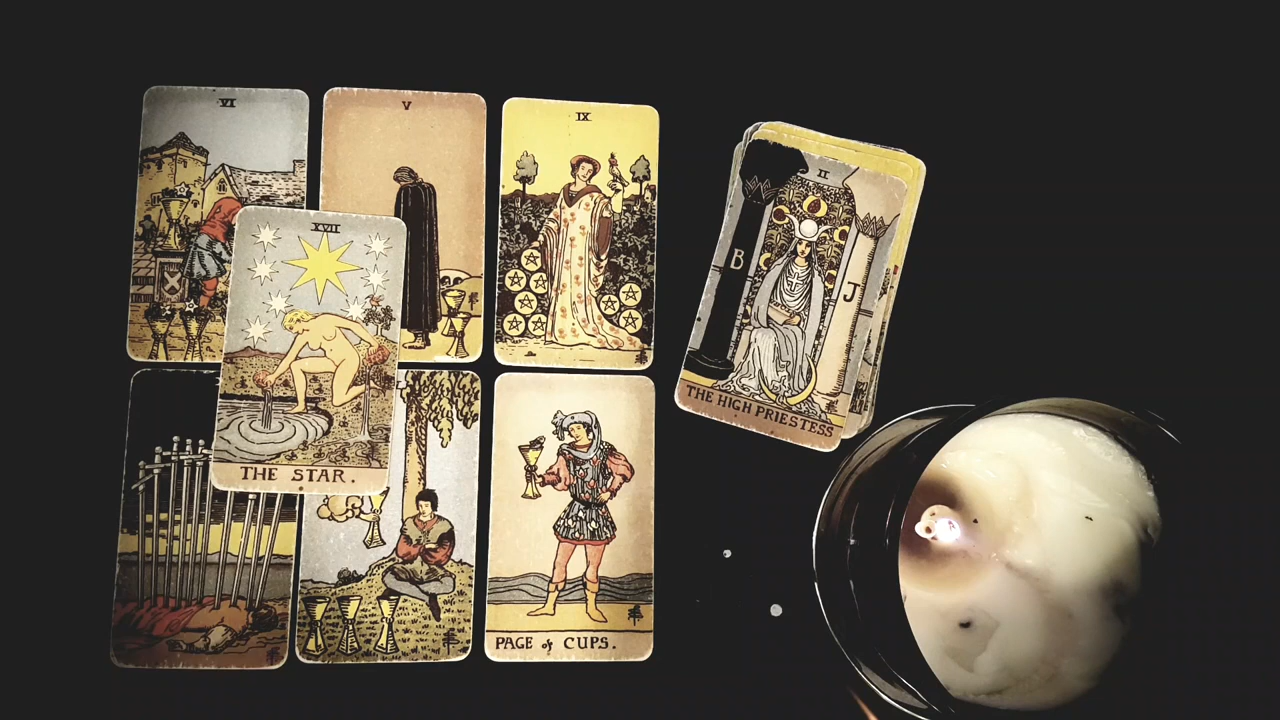 VI
V
IX
XVII
THE STAR.
PAGE of CUPS.
II
B
J
THE HIGH PRIESTESS